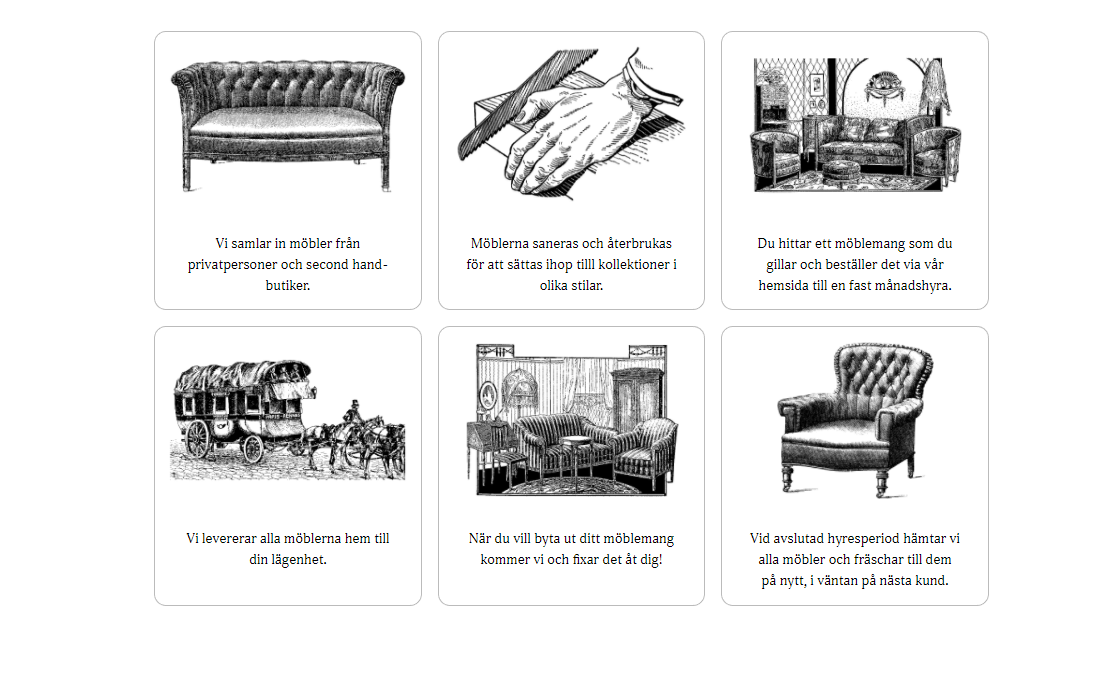 Vi samlar in möbler från
privatpersoner och second hand-
butiker.
Möblerna saneras och återbrukas
för att sättas ihop tilll kollektioner i
olika stilar.
Du hittar ett möblemang som du
gillar och beställer det via vår
hemsida till en fast månadshyra.
Vi levererar alla möblerna hem till
din lägenhet.
När du vill byta ut ditt möblemang
kommer vi och fixar det åt dig!
Vid avslutad hyresperiod hämtar vi
alla möbler och fräschar till dem
på nytt, i väntan på nästa kund.